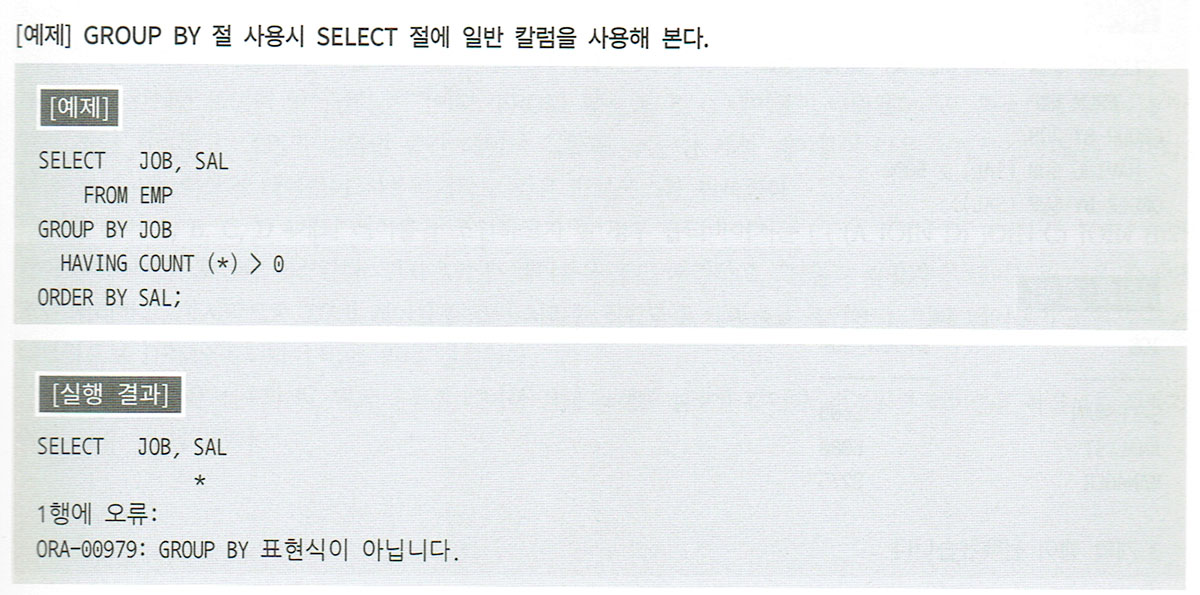 [예제] GROUP BY 절 사용시 SELECT 절에 일반 칼럼을 사용해 본다.
[예제]
SELECT JOB, SAL
FROM EMP
GROUP BY JOB
HAVING COUNT (*) > 0
ORDER BY SAL;
[실행 결과]
SELECT JOB, SAL
*
1행에 오류:
ORA-00979: GROUP BY 표현식이 아닙니다.